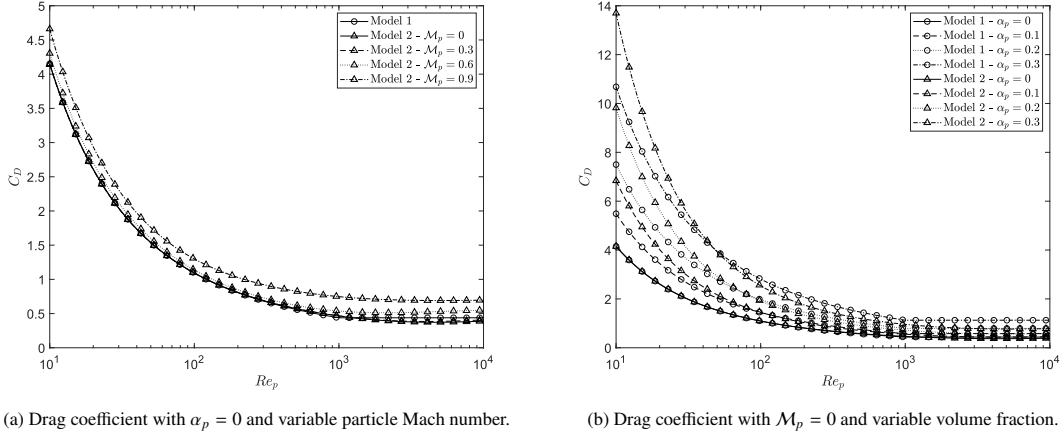 5
4.5
4
3.5
3
2.5
2
1.5
1
0.5
0
C_D
10^1
10^2
10^3
10^4
Re_p
Model 1
Model 2 - ℳ_p = 0
Model 2 - ℳ_p = 0.3
Model 2 - ℳ_p = 0.6
Model 2 - ℳ_p = 0.9
(a) Drag coefficient with α_p = 0 and variable particle Mach number.
14
12
10
8
6
4
2
0
C_D
10^1
10^2
10^3
10^4
Re_p
Model 1 - α_p = 0
Model 1 - α_p = 0.1
Model 1 - α_p = 0.2
Model 1 - α_p = 0.3
Model 2 - α_p = 0
Model 2 - α_p = 0.1
Model 2 - α_p = 0.2
Model 2 - α_p = 0.3
(b) Drag coefficient with ℳ_p = 0 and variable volume fraction.